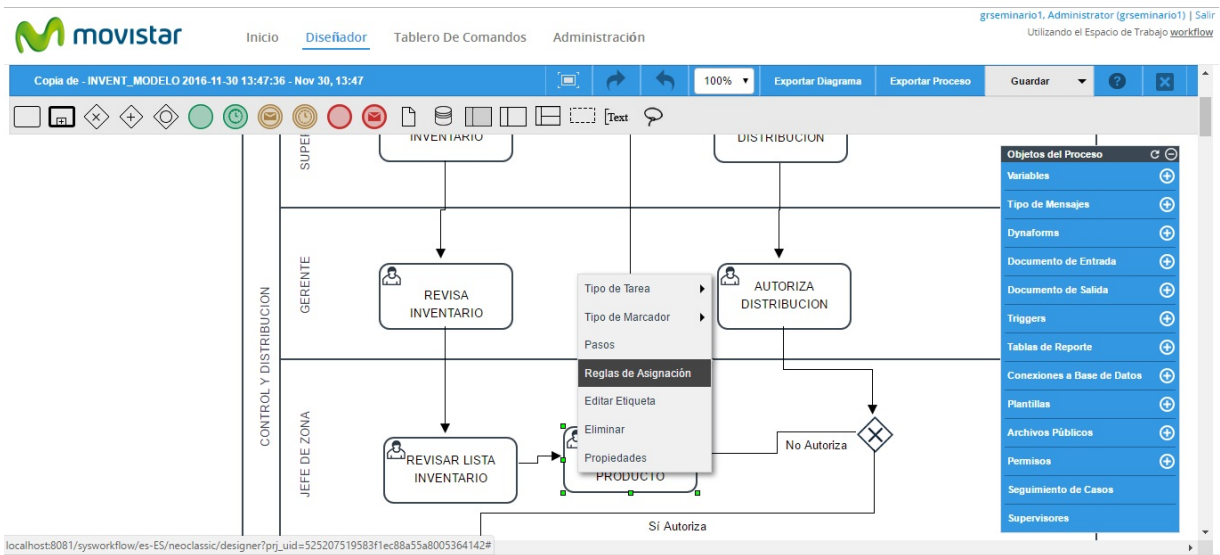 grseminario1, Administrator (grseminario1) | Salir
Utilizando el Espacio de Trabajo workflow
movistar
Inicio Diseñador Tablero De Comandos Administración
Copia de - INVENT_MODELO 2016-11-30 13:47:36 - Nov 30, 13:47
100% Exportar Diagrama Exportar Proceso Guardar ?
Text
INVENTARIO
DISTRIBUCION
CONTROL Y DISTRIBUCION
GERENTE
REVISA
INVENTARIO
AUTORIZA
DISTRIBUCION
JEFE DE ZONA
REVISAR LISTA
INVENTARIO
PRODUCTO
No Autoriza
Sí Autoriza
Tipo de Tarea
Tipo de Marcador
Pasos
Reglas de Asignación
Editar Etiqueta
Eliminar
Propiedades
Objetos del Proceso
Variables
Tipo de Mensajes
Dynaforms
Documento de Entrada
Documento de Salida
Triggers
Tablas de Reporte
Conexiones a Base de Datos
Plantillas
Archivos Públicos
Permisos
Seguimiento de Casos
Supervisores
localhost:8081/sysworkflow/es-ES/neoclassic/designer?prj_uid=525207519583f1ec88a55a8005364142#